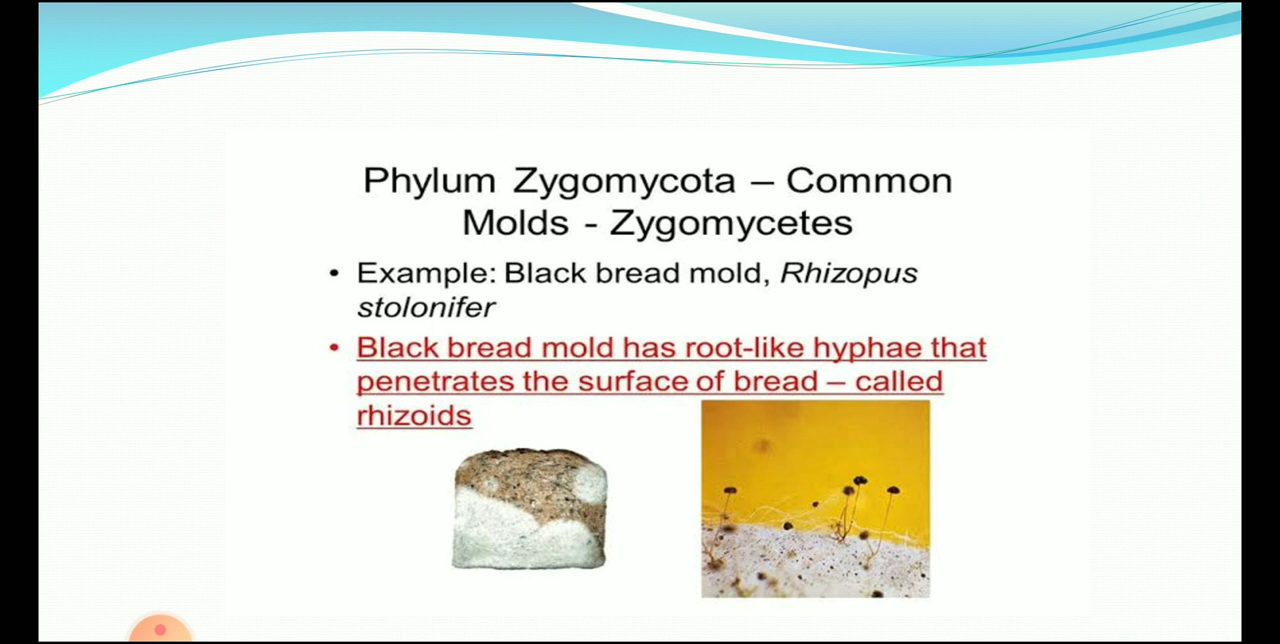 Phylum Zygomycota – Common
Molds - Zygomycetes
• Example: Black bread mold, Rhizopus
stolonifer
• Black bread mold has root-like hyphae that
penetrates the surface of bread – called
rhizoids